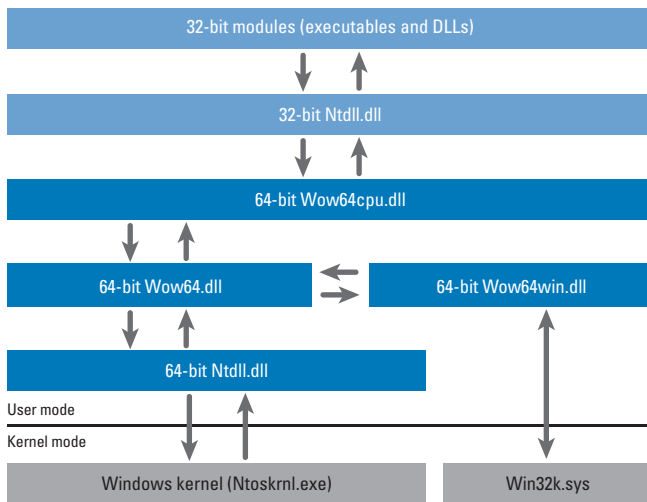 32-bit modules (executables and DLLs)
32-bit Ntdll.dll
64-bit Wow64cpu.dll
64-bit Wow64.dll
64-bit Wow64win.dll
64-bit Ntdll.dll
User mode
Kernel mode
Windows kernel (Ntoskrnl.exe)
Win32k.sys